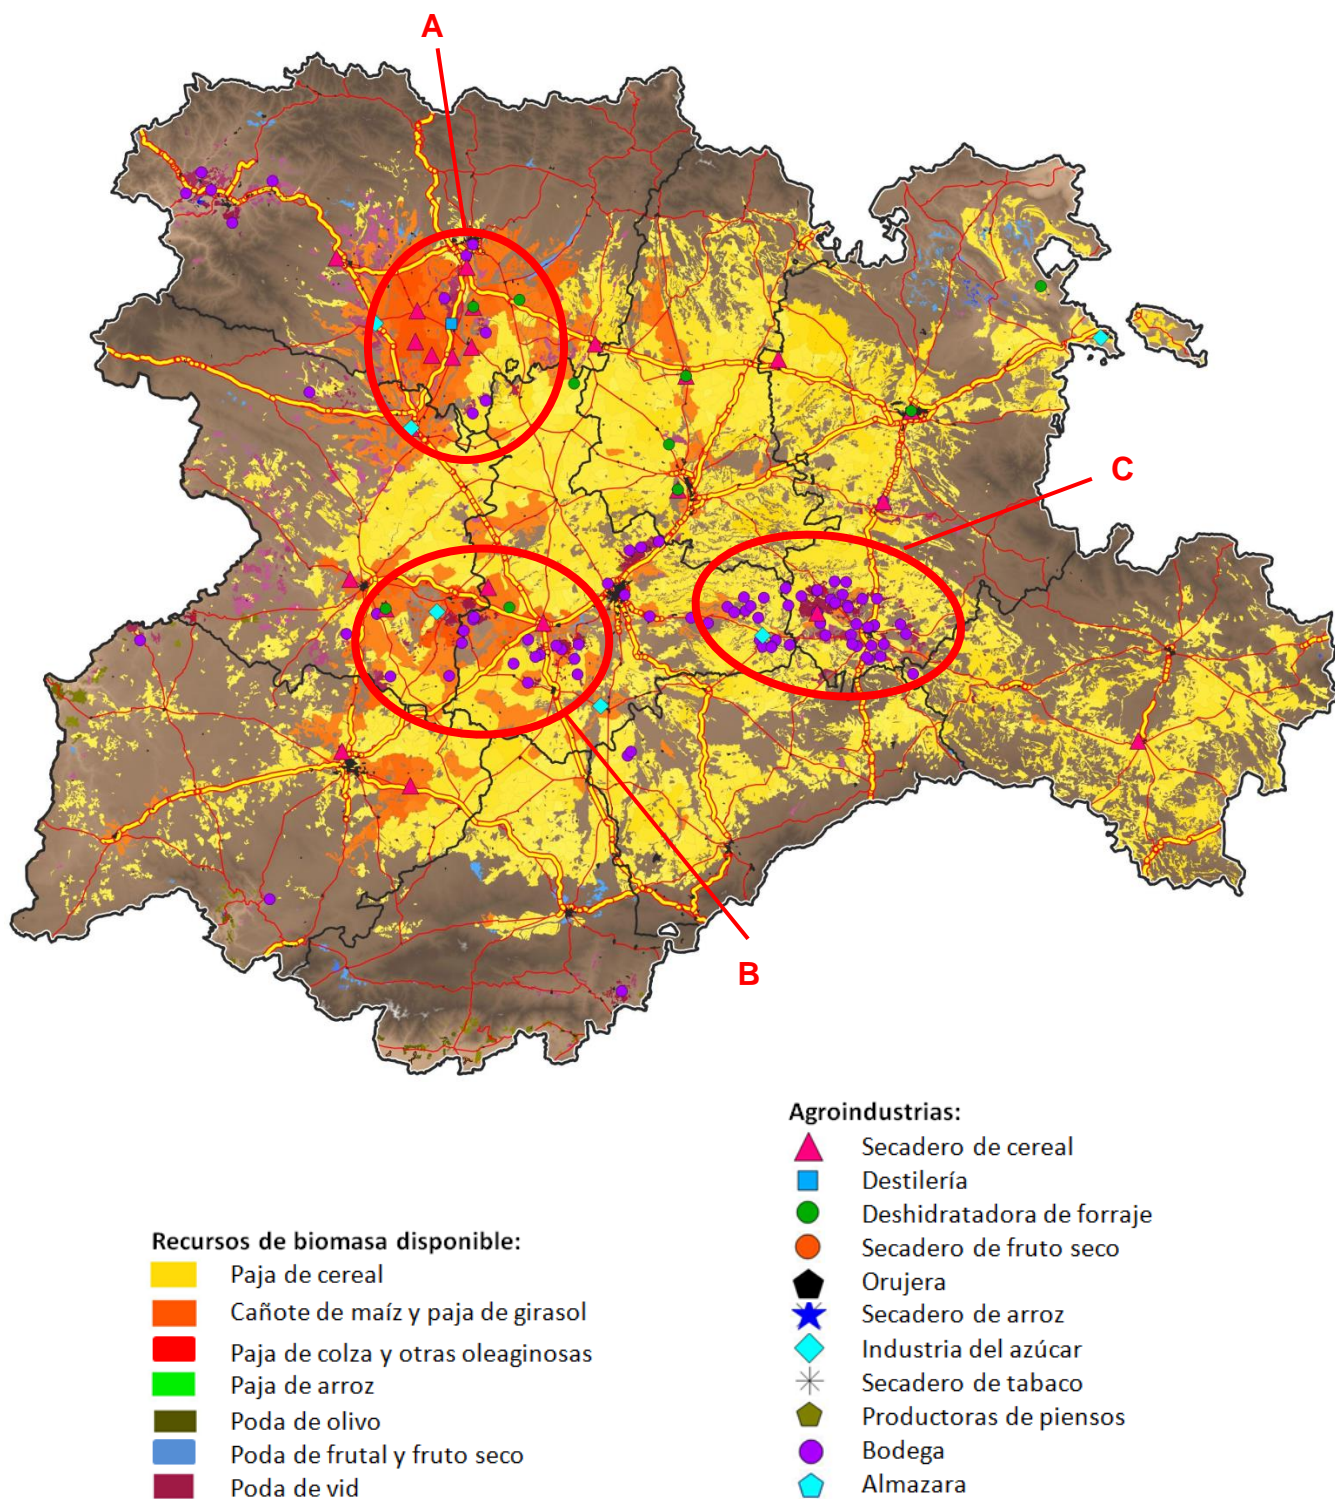 A
C
B
Agroindustrias:
Secadero de cereal
Destilería
Deshidratadora de forraje
Secadero de fruto seco
Orujera
Secadero de arroz
Industria del azúcar
Secadero de tabaco
Productoras de piensos
Bodega
Almazara
Recursos de biomasa disponible:
Paja de cereal
Cañote de maíz y paja de girasol
Paja de colza y otras oleaginosas
Paja de arroz
Poda de olivo
Poda de frutal y fruto seco
Poda de vid